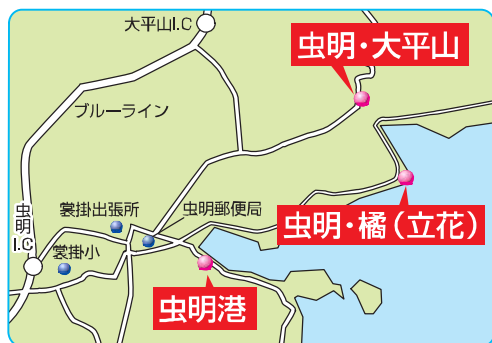 大平山I.C
虫明・大平山
ブルーライン
裳掛出張所
虫明郵便局
虫明I.C
裳掛小
虫明・橘（立花）
虫明港